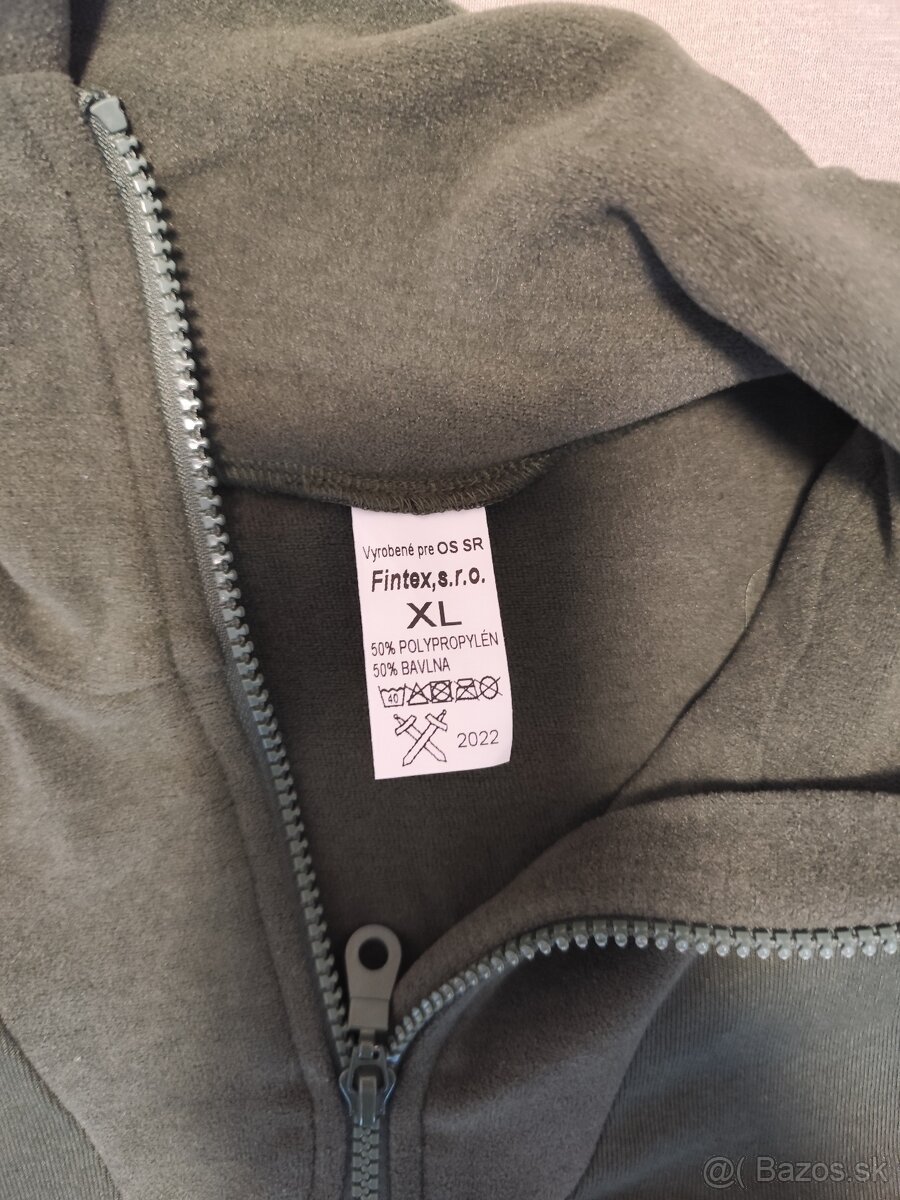 Vyrobené pre OS SR
Fintex,s.r.o.
XL
50% POLYPROPYLÉN
50% BAVLNA
40
2022
@( Bazos.sk